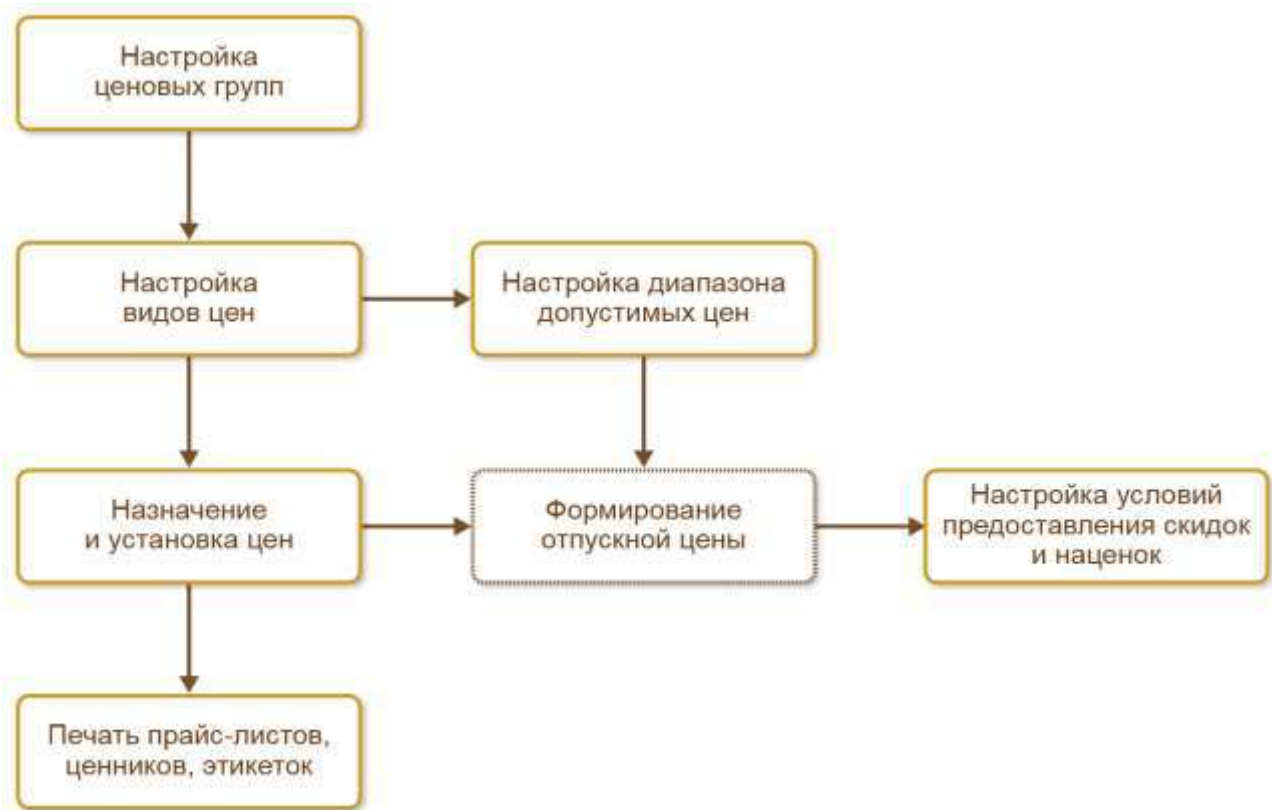 Настройка
ценовых групп
Настройка
видов цен
Настройка диапазона
допустимых цен
Назначение
и установка цен
Формирование
отпускной цены
Настройка условий
предоставления скидок
и наценок
Печать прайс-листов,
ценников, этикеток